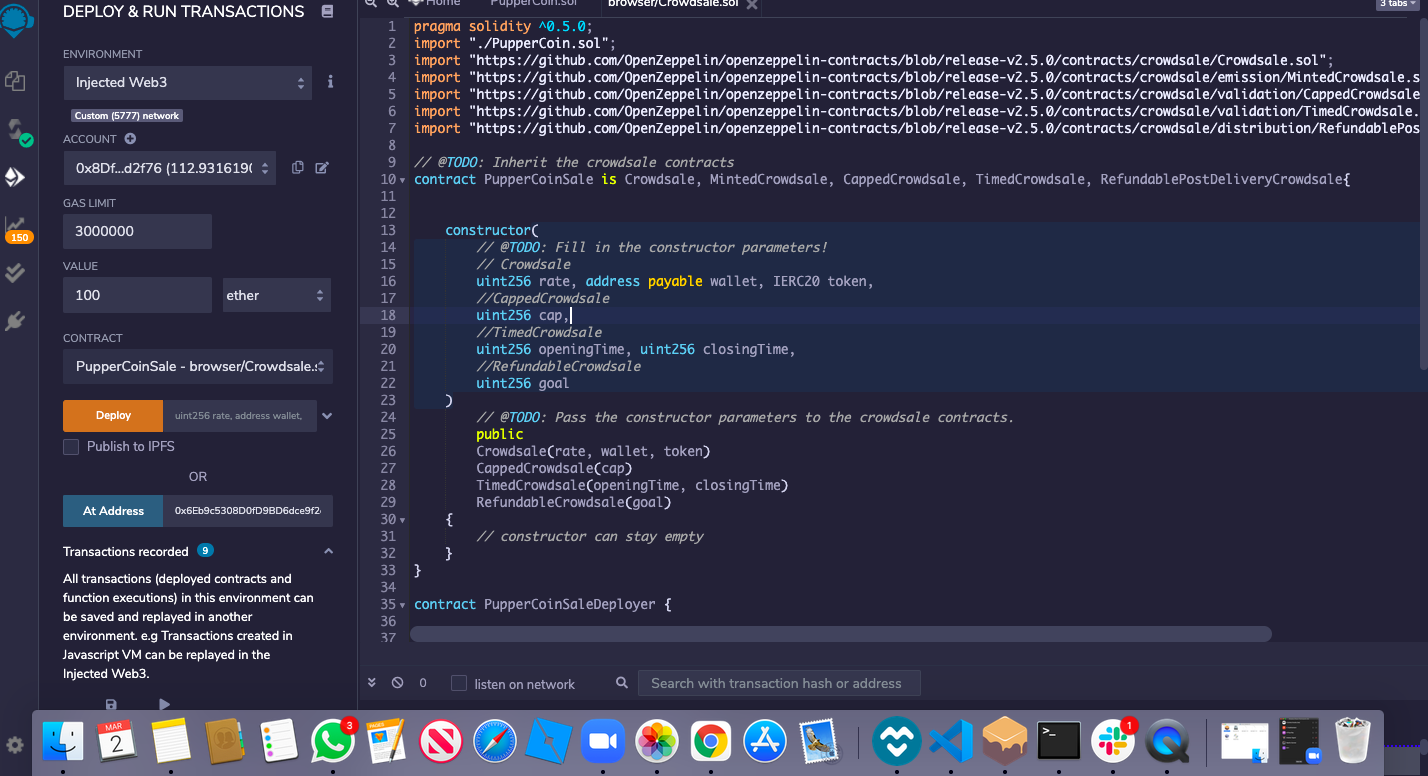 DEPLOY & RUN TRANSACTIONS
ENVIRONMENT
Injected Web3
Custom (5777) network
ACCOUNT
0x8Df...d2f76 (112.9316190
GAS LIMIT
3000000
VALUE
100
ether
CONTRACT
PupperCoinSale - browser/Crowdsale.s
Deploy
uint256 rate, address wallet,
Publish to IPFS
OR
At Address
0x6Eb9c5308D0fD9BD6dce9f2
Transactions recorded 9
All transactions (deployed contracts and
function executions) in this environment can
be saved and replayed in another
environment. e.g Transactions created in
Javascript VM can be replayed in the
Injected Web3.
150
Home
PupperCoin.sol
browser/Crowdsale.sol
3 tabs
1 pragma solidity ^0.5.0;
2 import "./PupperCoin.sol";
3 import "https://github.com/OpenZeppelin/openzeppelin-contracts/blob/release-v2.5.0/contracts/crowdsale/Crowdsale.sol";
4 import "https://github.com/OpenZeppelin/openzeppelin-contracts/blob/release-v2.5.0/contracts/crowdsale/emission/MintedCrowdsale.s
5 import "https://github.com/OpenZeppelin/openzeppelin-contracts/blob/release-v2.5.0/contracts/crowdsale/validation/CappedCrowdsale
6 import "https://github.com/OpenZeppelin/openzeppelin-contracts/blob/release-v2.5.0/contracts/crowdsale/validation/TimedCrowdsale.
7 import "https://github.com/OpenZeppelin/openzeppelin-contracts/blob/release-v2.5.0/contracts/crowdsale/distribution/RefundablePos
8
9 // @TODO: Inherit the crowdsale contracts
10 contract PupperCoinSale is Crowdsale, MintedCrowdsale, CappedCrowdsale, TimedCrowdsale, RefundablePostDeliveryCrowdsale{
11
12
13 constructor(
14 // @TODO: Fill in the constructor parameters!
15 // Crowdsale
16 uint256 rate, address payable wallet, IERC20 token,
17 //CappedCrowdsale
18 uint256 cap,
19 //TimedCrowdsale
20 uint256 openingTime, uint256 closingTime,
21 //RefundableCrowdsale
22 uint256 goal
23 )
24 // @TODO: Pass the constructor parameters to the crowdsale contracts.
25 public
26 Crowdsale(rate, wallet, token)
27 CappedCrowdsale(cap)
28 TimedCrowdsale(openingTime, closingTime)
29 RefundableCrowdsale(goal)
30 {
31 // constructor can stay empty
32 }
33 }
34
35 contract PupperCoinSaleDeployer {
36
37
0
listen on network
Search with transaction hash or address
MAR
2
3
PAGES
>_
1